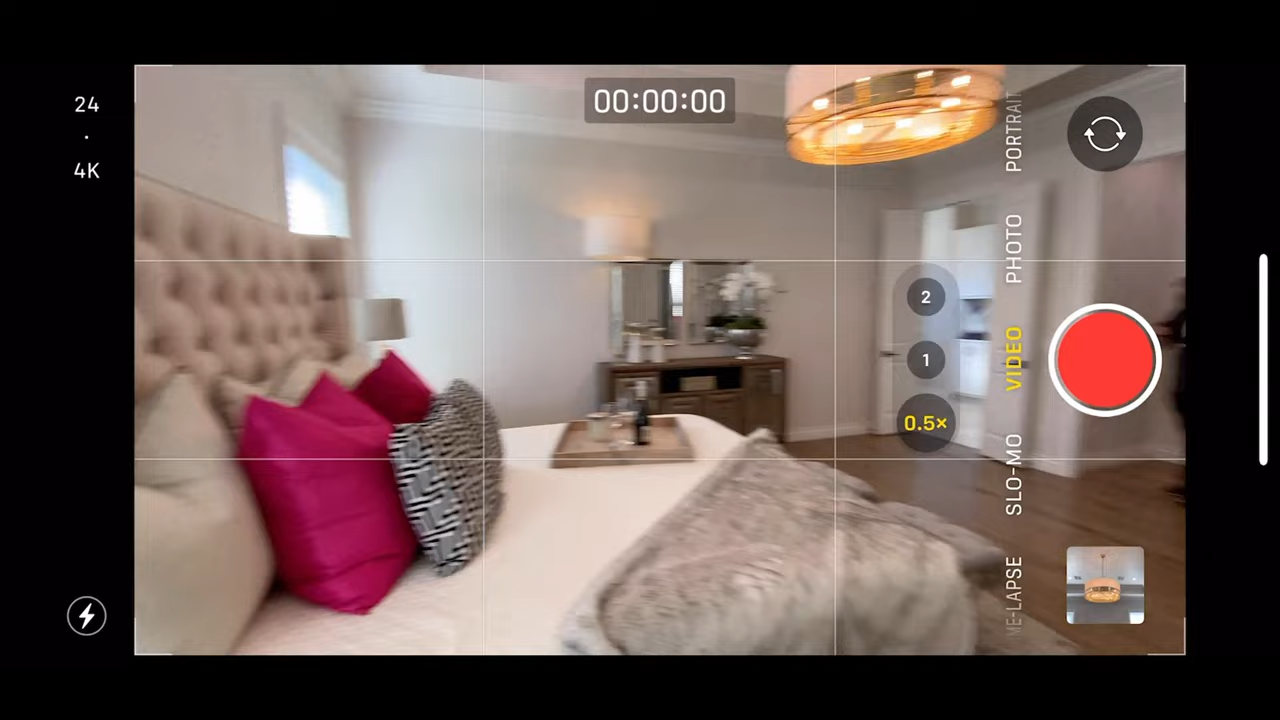 24
·
4K
00:00:00
PORTRAIT
PHOTO
VIDEO
SLO-MO
ME-LAPSE
2
1
0.5×